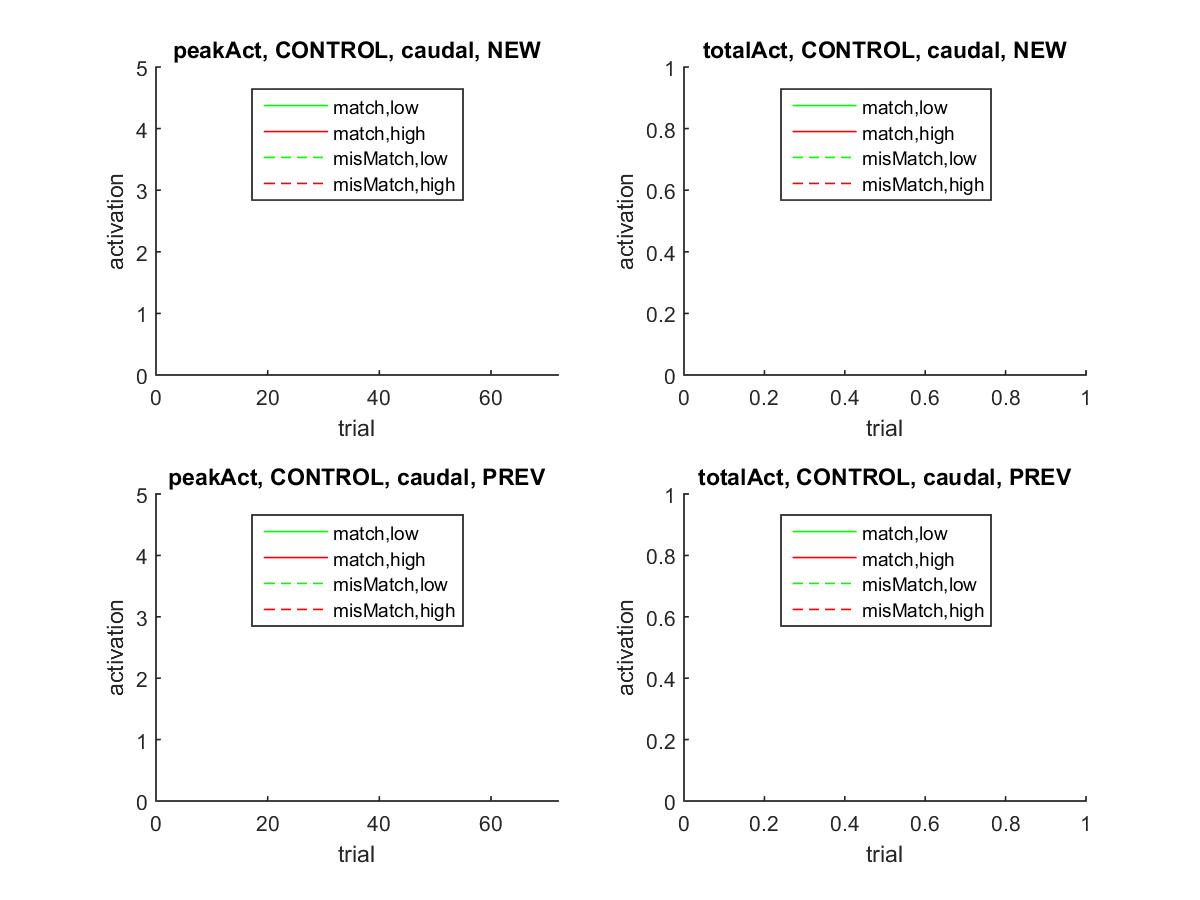 peakAct, CONTROL, caudal, NEW
5
4
3
2
1
0
activation
match,low
match,high
misMatch,low
misMatch,high
0 20 40 60
trial
totalAct, CONTROL, caudal, NEW
1
0.8
0.6
0.4
0.2
0
activation
match,low
match,high
misMatch,low
misMatch,high
0 0.2 0.4 0.6 0.8 1
trial
peakAct, CONTROL, caudal, PREV
5
4
3
2
1
0
activation
match,low
match,high
misMatch,low
misMatch,high
0 20 40 60
trial
totalAct, CONTROL, caudal, PREV
1
0.8
0.6
0.4
0.2
0
activation
match,low
match,high
misMatch,low
misMatch,high
0 0.2 0.4 0.6 0.8 1
trial